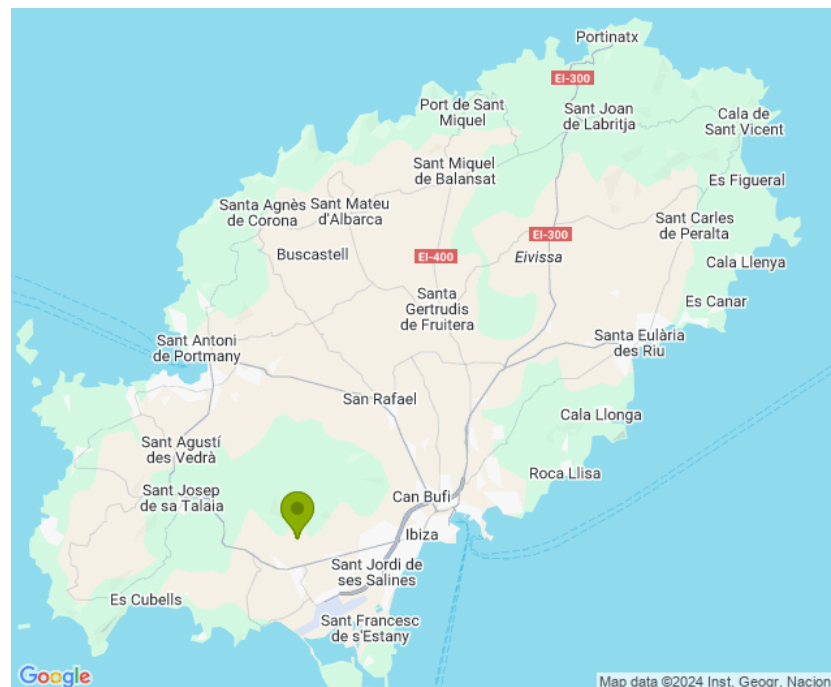 Portinatx
EI-300
Port de Sant
Miquel
Sant Joan
de Labritja
Cala de
Sant Vicent
Sant Miquel
de Balansat
Es Figueral
Santa Agnès
de Corona
Sant Mateu
d'Albarca
Sant Carles
de Peralta
EI-300
Buscastell
EI-400
Eivissa
Cala Llenya
Santa
Gertrudis
de Fruitera
Es Canar
Sant Antoni
de Portmany
Santa Eulària
des Riu
San Rafael
Cala Llonga
Sant Agustí
des Vedrà
Roca Llisa
Sant Josep
de sa Talaia
Can Bufí
Ibiza
Sant Jordi de
ses Salines
Es Cubells
Sant Francesc
de s'Estany
Google
Map data ©2024 Inst. Geogr. Nacion